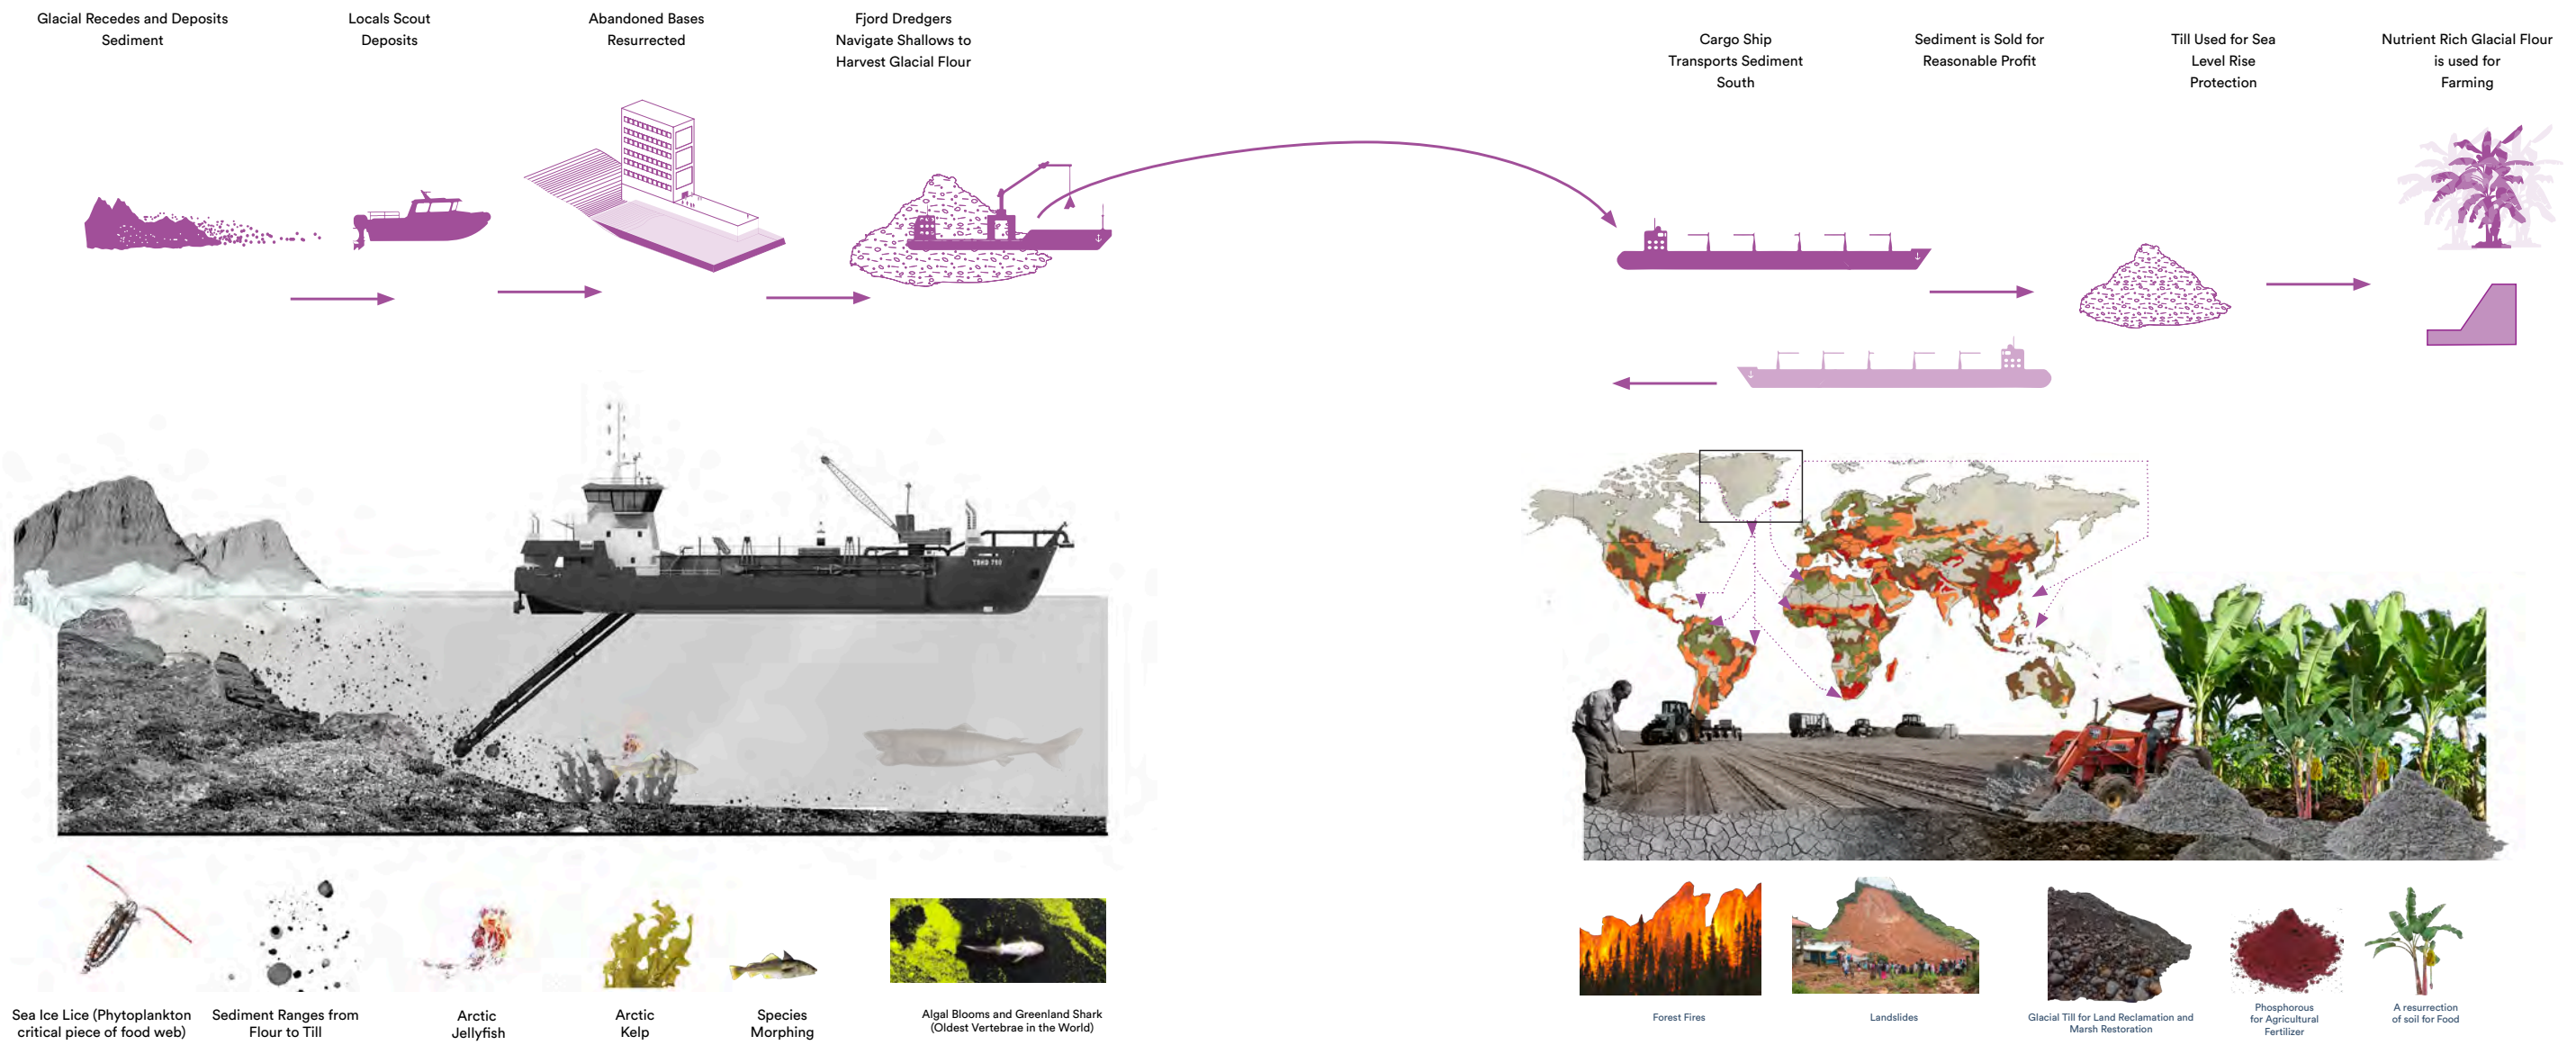 Glacial Recedes and Deposits
Sediment
Locals Scout
Deposits
Abandoned Bases
Resurrected
Fjord Dredgers
Navigate Shallows to
Harvest Glacial Flour
Cargo Ship
Transports Sediment
South
Sediment is Sold for
Reasonable Profit
Till Used for Sea
Level Rise
Protection
Nutrient Rich Glacial Flour
is used for
Farming
Sea Ice Lice (Phytoplankton
critical piece of food web)
Sediment Ranges from
Flour to Till
Arctic
Jellyfish
Arctic
Kelp
Species
Morphing
Algal Blooms and Greenland Shark
(Oldest Vertebrae in the World)
Forest Fires
Landslides
Glacial Till for Land Reclamation and
Marsh Restoration
Phosphorous
for Agricultural
Fertilizer
A resurrection
of soil for Food